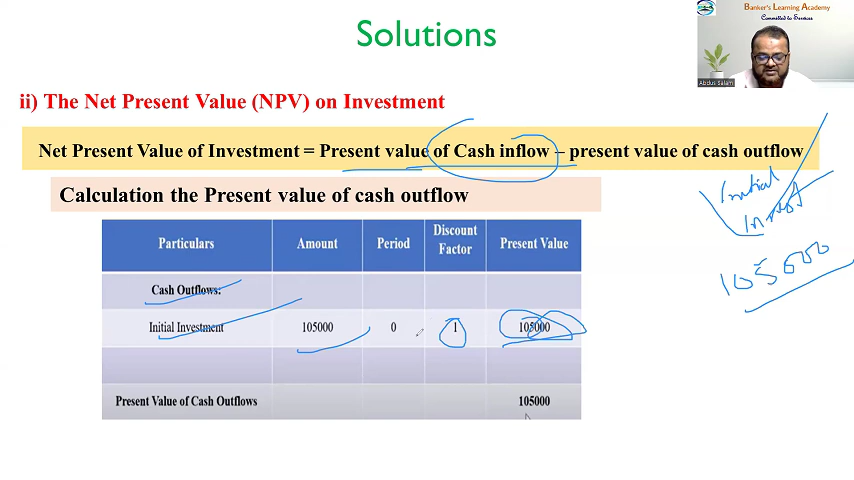 Solutions
Banker's Learning Academy
Committed to Services
Abdus Salam
ii) The Net Present Value (NPV) on Investment
Net Present Value of Investment = Present value of Cash inflow – present value of cash outflow
Calculation the Present value of cash outflow
Initial
Invest
105000
Particulars Amount Period Discount Factor Present Value
Cash Outflows:
Initial Investment 105000 0 1 105000
Present Value of Cash Outflows 105000